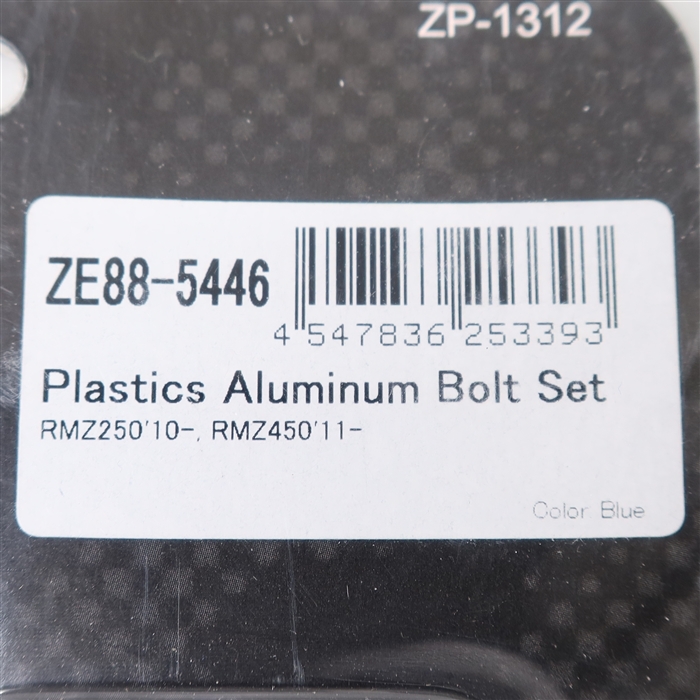 ZP-1312
ZE88-5446
4 547836 253393
Plastics Aluminum Bolt Set
RMZ250'10-, RMZ450'11-
Color Blue